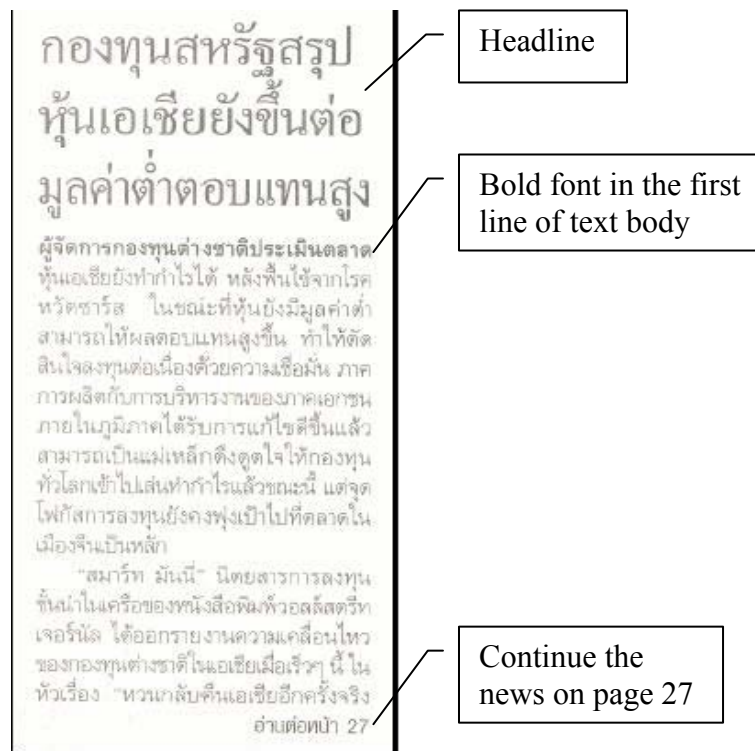 กองทุนสหรัฐสรุป
หุ้นเอเชียยังขึ้นต่อ
มูลค่าต่ำตอบแทนสูง
ผู้จัดการกองทุนต่างชาติประเมินตลาด
หุ้นเอเชียยังทำกำไรได้ หลังฟื้นไข้จากโรค
หวัดซาร์ส ในขณะที่หุ้นยังมีมูลค่าต่ำ
สามารถให้ผลตอบแทนสูงขึ้น ทำให้ตัด
สินใจลงทุนต่อเนื่องด้วยความเชื่อมั่น ภาค
การผลิตกับการบริหารงานของภาคเอกชน
ภายในภูมิภาคได้รับการแก้ไขดีขึ้นแล้ว
สามารถเป็นแม่เหล็กดึงดูดใจให้กองทุน
ทั่วโลกเข้าไปเล่นทำกำไรแล้วขณะนี้ แต่จุด
โฟกัสการลงทุนยังคงพุ่งเป้าไปที่ตลาดใน
เมืองจีนเป็นหลัก
"สมาร์ท มันนี่" นิตยสารการลงทุน
ชั้นนำในเครือของหนังสือพิมพ์วอลล์สตรีท
เจอร์นัล ได้ออกรายงานความเคลื่อนไหว
ของกองทุนต่างชาติในเอเชียเมื่อเร็วๆ นี้ ใน
หัวเรื่อง "หวนกลับคืนเอเชียอีกครั้งจริง
อ่านต่อหน้า 27
Headline
Bold font in the first
line of text body
Continue the
news on page 27